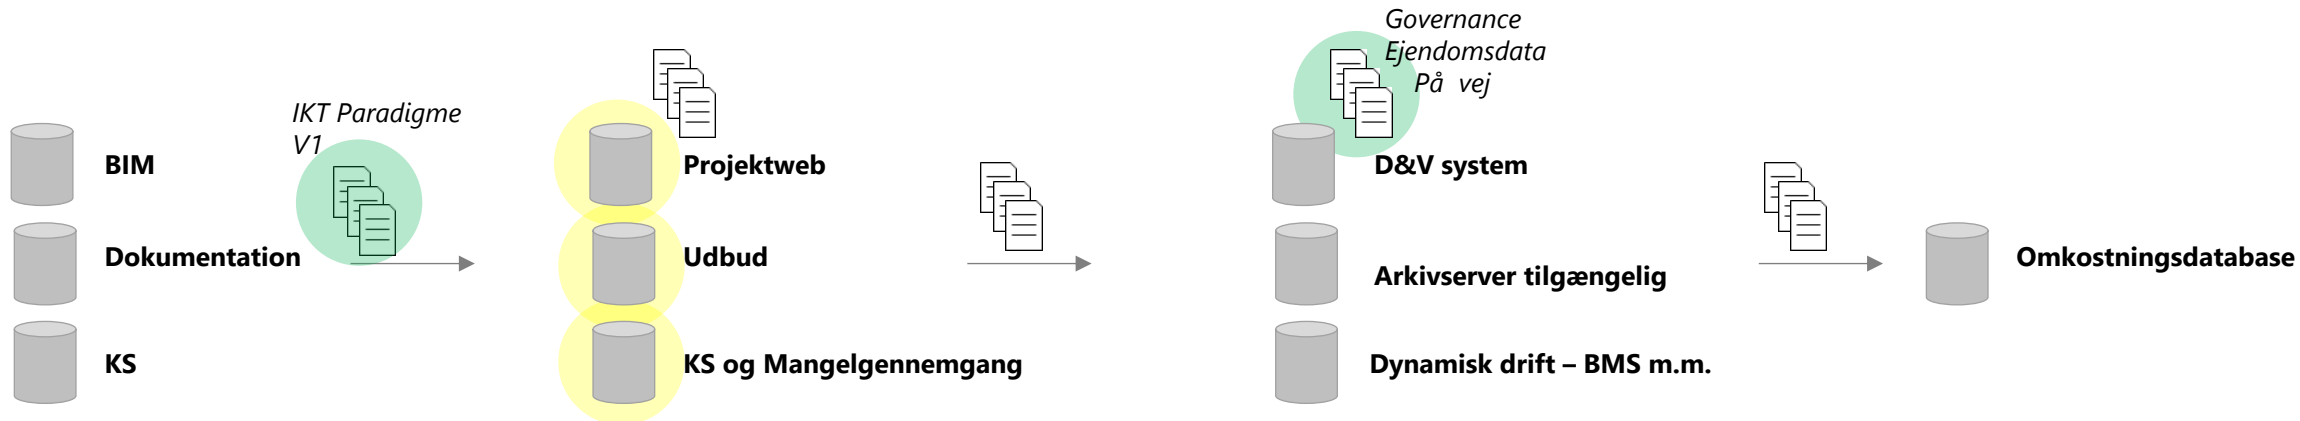 IKT Paradigme
V1
BIM
Dokumentation
KS
Projektweb
Udbud
KS og Mangelgennemgang
Governance
Ejendomsdata
På vej
D&V system
Arkivserver tilgængelig
Dynamisk drift – BMS m.m.
Omkostningsdatabase